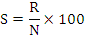 S = R/N × 100